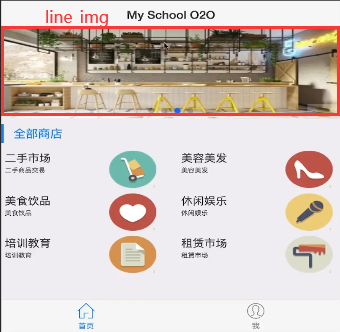 line img
My School O2O
全部商店
二手市场
二手商品交易
美容美发
美容美发
美食饮品
美食饮品
休闲娱乐
休闲娱乐
培训教育
培训教育
租赁市场
租赁市场
首页
我